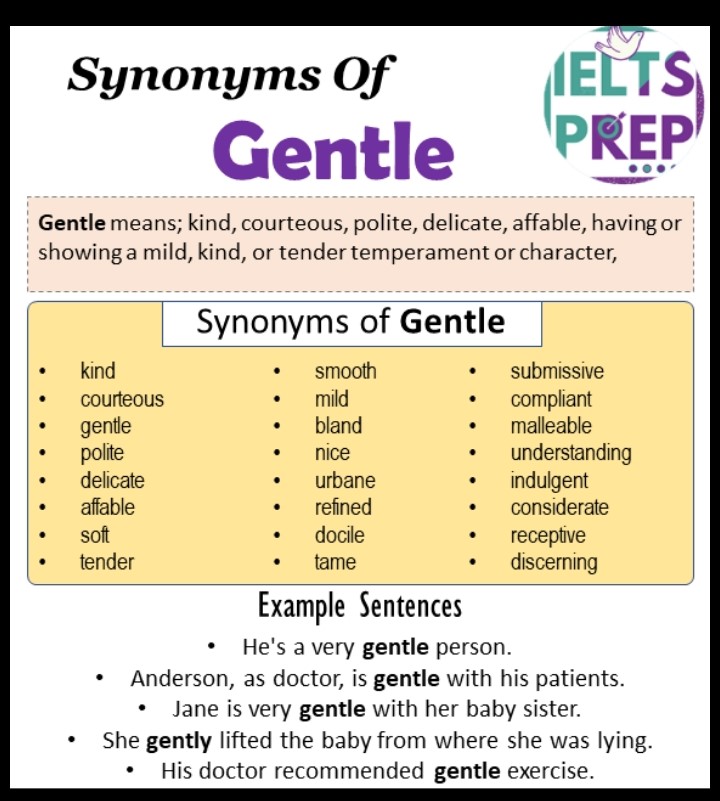 Synonyms Of
Gentle
IELTS
PREP
Gentle means; kind, courteous, polite, delicate, affable, having or
showing a mild, kind, or tender temperament or character,
Synonyms of Gentle
• kind
• courteous
• gentle
• polite
• delicate
• affable
• soft
• tender
• smooth
• mild
• bland
• nice
• urbane
• refined
• docile
• tame
• submissive
• compliant
• malleable
• understanding
• indulgent
• considerate
• receptive
• discerning
Example Sentences
• He's a very gentle person.
• Anderson, as doctor, is gentle with his patients.
• Jane is very gentle with her baby sister.
• She gently lifted the baby from where she was lying.
• His doctor recommended gentle exercise.